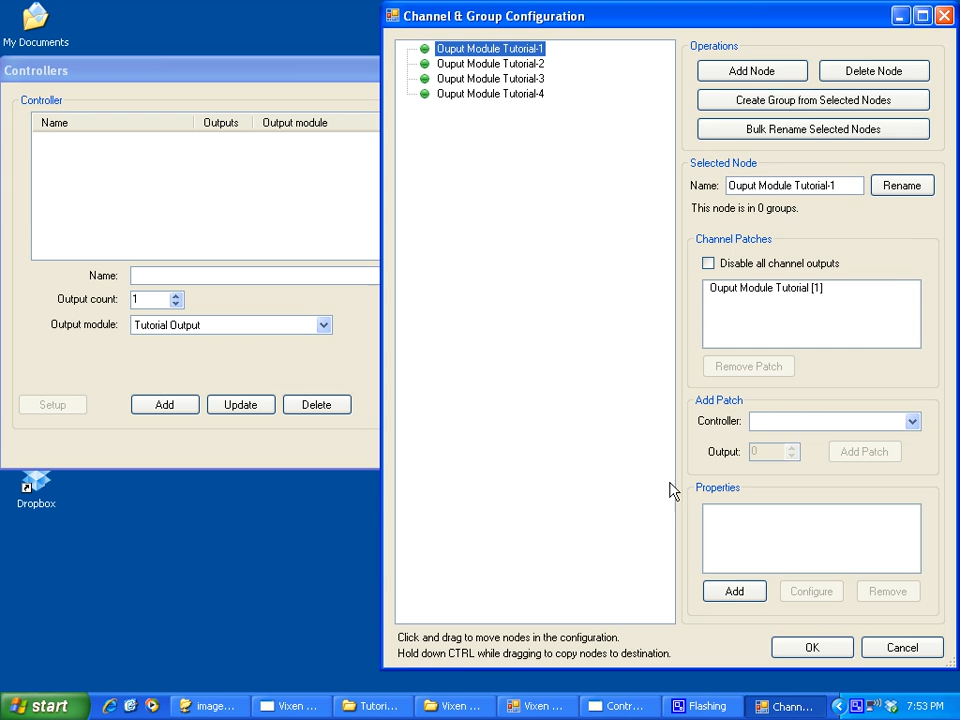 My Documents
Controllers
Controller
Name Outputs Output module
Name:
Output count: 1
Output module: Tutorial Output
Setup Add Update Delete
Dropbox
Channel & Group Configuration
Ouput Module Tutorial-1
Ouput Module Tutorial-2
Ouput Module Tutorial-3
Ouput Module Tutorial-4
Operations
Add Node Delete Node
Create Group from Selected Nodes
Bulk Rename Selected Nodes
Selected Node
Name: Ouput Module Tutorial-1 Rename
This node is in 0 groups.
Channel Patches
Disable all channel outputs
Ouput Module Tutorial [1]
Remove Patch
Add Patch
Controller:
Output: 0 Add Patch
Properties
Add Configure Remove
Click and drag to move nodes in the configuration.
Hold down CTRL while dragging to copy nodes to destination.
OK Cancel
start image... Vixen ... Tutori... Vixen ... Vixen ... Contr... Flashing Chann... 7:53 PM